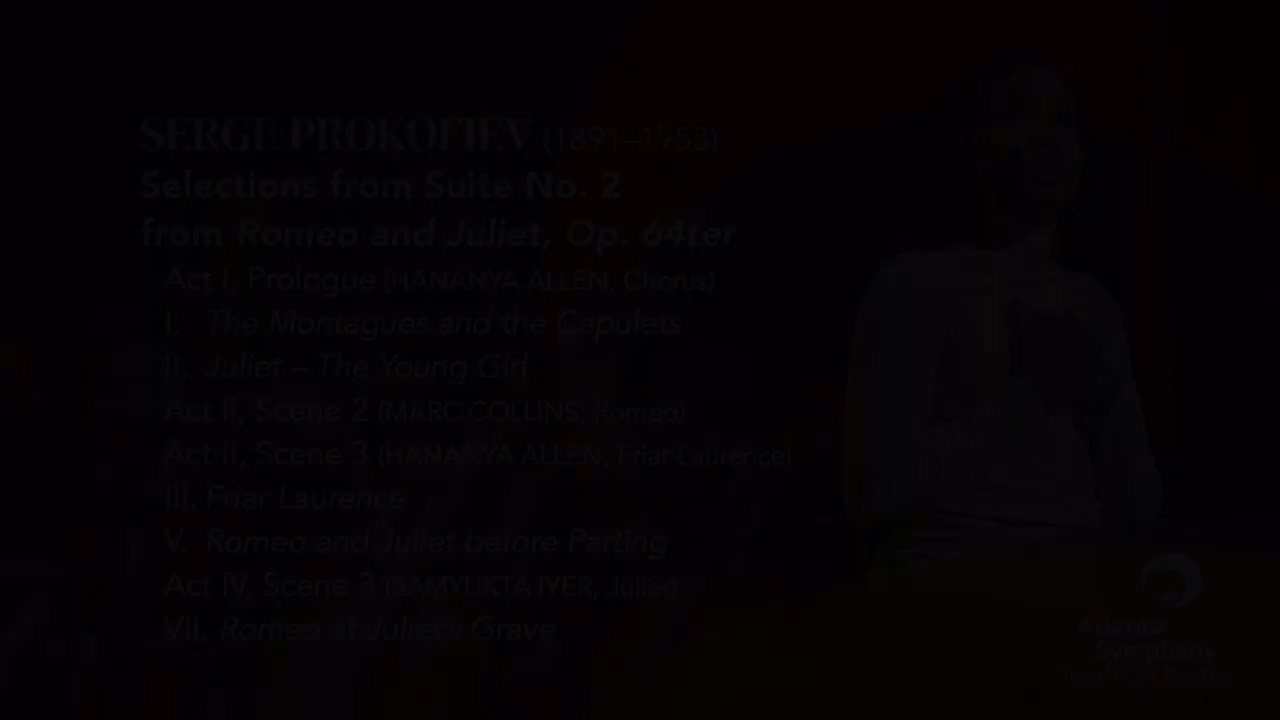 SERGE PROKOFIEV (1891–1953)
Selections from Suite No. 2
from Romeo and Juliet, Op. 64ter
Act I, Prologue (HANANYA ALLEN, Chorus)
I. The Montagues and the Capulets
II. Juliet – The Young Girl
Act II, Scene 2 (MARC COLLINS, Romeo)
Act II, Scene 3 (HANANYA ALLEN, Friar Laurence)
III. Friar Laurence
V. Romeo and Juliet before Parting
Act IV, Scene 3 (SAMYUKTA IYER, Juliet)
VII. Romeo at Juliet's Grave
Atlanta
Symphony